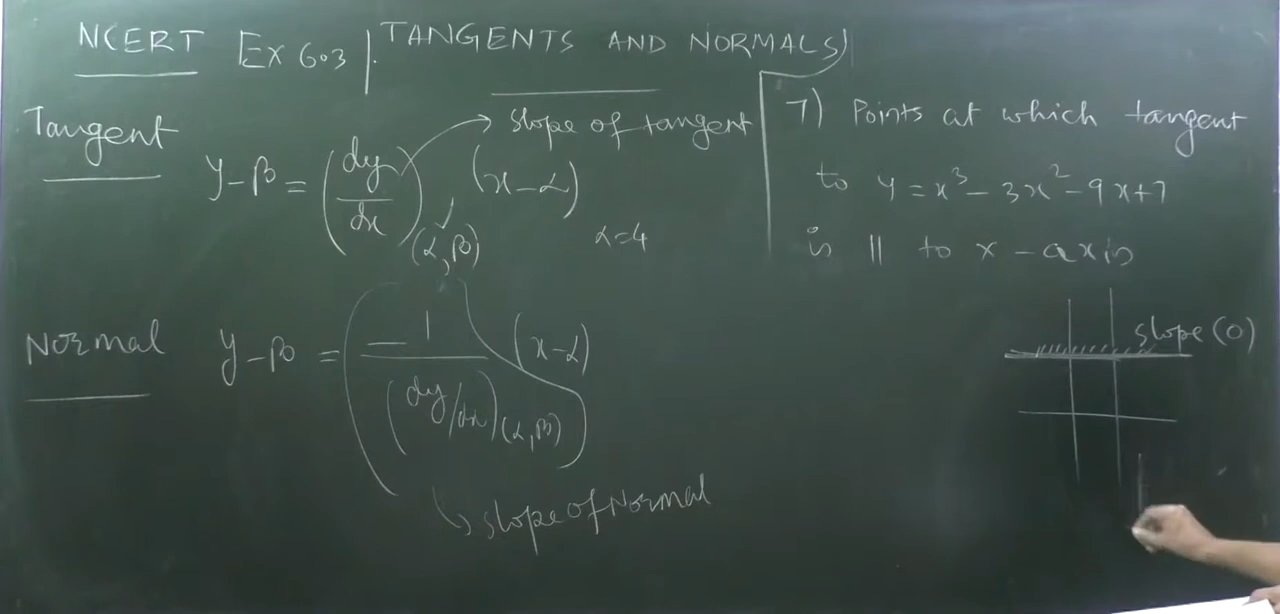 NCERT Ex 6.3 | TANGENTS AND NORMALS
Tangent
y-β = (dy/dx)(α,β) (x-α)
slope of tangent
α=4
Normal y-β = -1/(dy/dx)(α,β) (x-α)
slope of Normal
7) Points at which tangent
to y = x³-3x²-9x+7
is || to x-axis
slope(0)